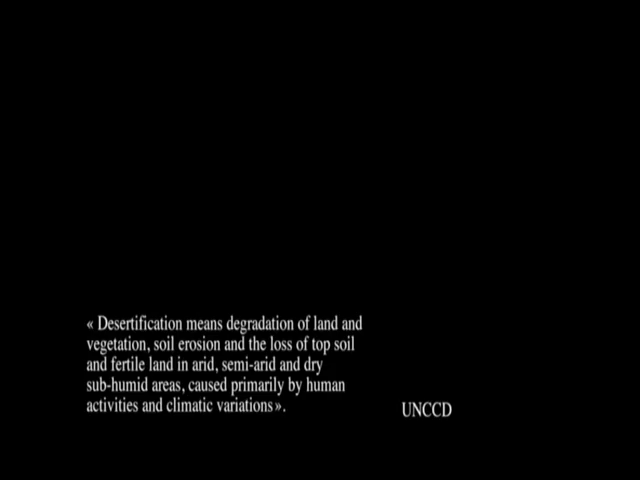 « Desertification means degradation of land and
vegetation, soil erosion and the loss of top soil
and fertile land in arid, semi-arid and dry
sub-humid areas, caused primarily by human
activities and climatic variations».
UNCCD